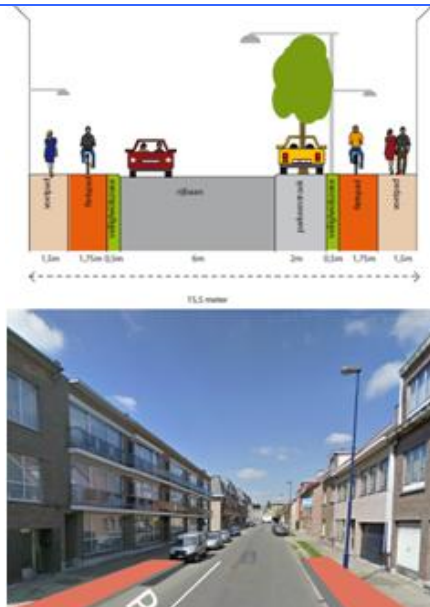 voetpad
fietspad
veiligheidsstrook
rijbaan
parkeerstrook
veiligheidsstrook
fietspad
voetpad
1,5m 1,75m 0,5m 6m 2m 0,5m 1,75m 1,5m
15,5 meter
P